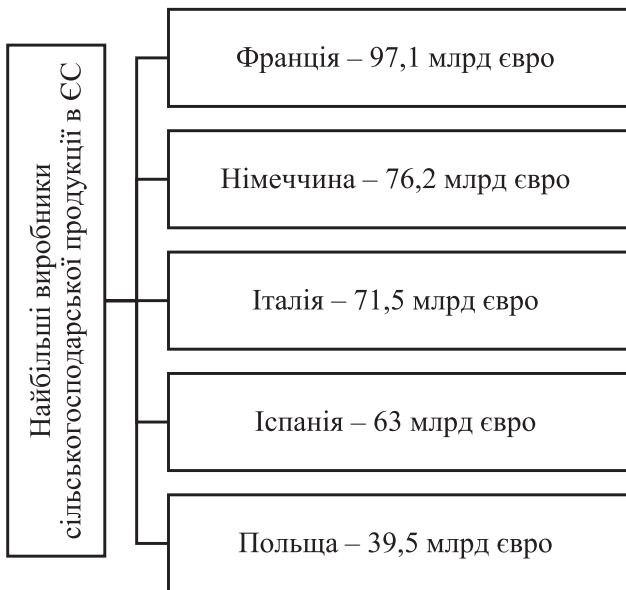 Найбільші виробники
сільськогосподарської продукції в ЄС
Франція – 97,1 млрд євро
Німеччина – 76,2 млрд євро
Італія – 71,5 млрд євро
Іспанія – 63 млрд євро
Польща – 39,5 млрд євро